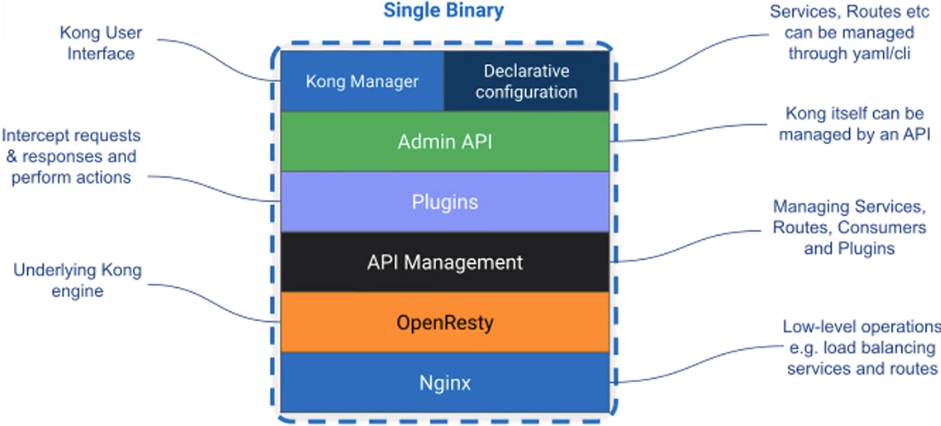 Single Binary
Kong User
Interface
Services, Routes etc
can be managed
through yaml/cli
Kong Manager
Declarative
configuration
Kong itself can be
managed by an API
Admin API
Intercept requests
& responses and
perform actions
Plugins
Managing Services,
Routes, Consumers
and Plugins
API Management
Underlying Kong
engine
OpenResty
Low-level operations
e.g. load balancing
services and routes
Nginx